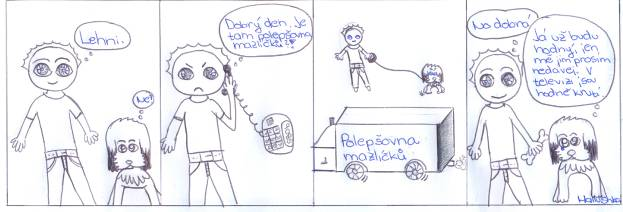 Lehni.
Ne!
Dobrý den, je
tam polepšovna
mazlíčků?!
Polepšovna
mazlíčků
No dobrá
Já už budu
hodný, jen
mě jim prosím
nedávej. V
televizi jsou
hodně krutí.